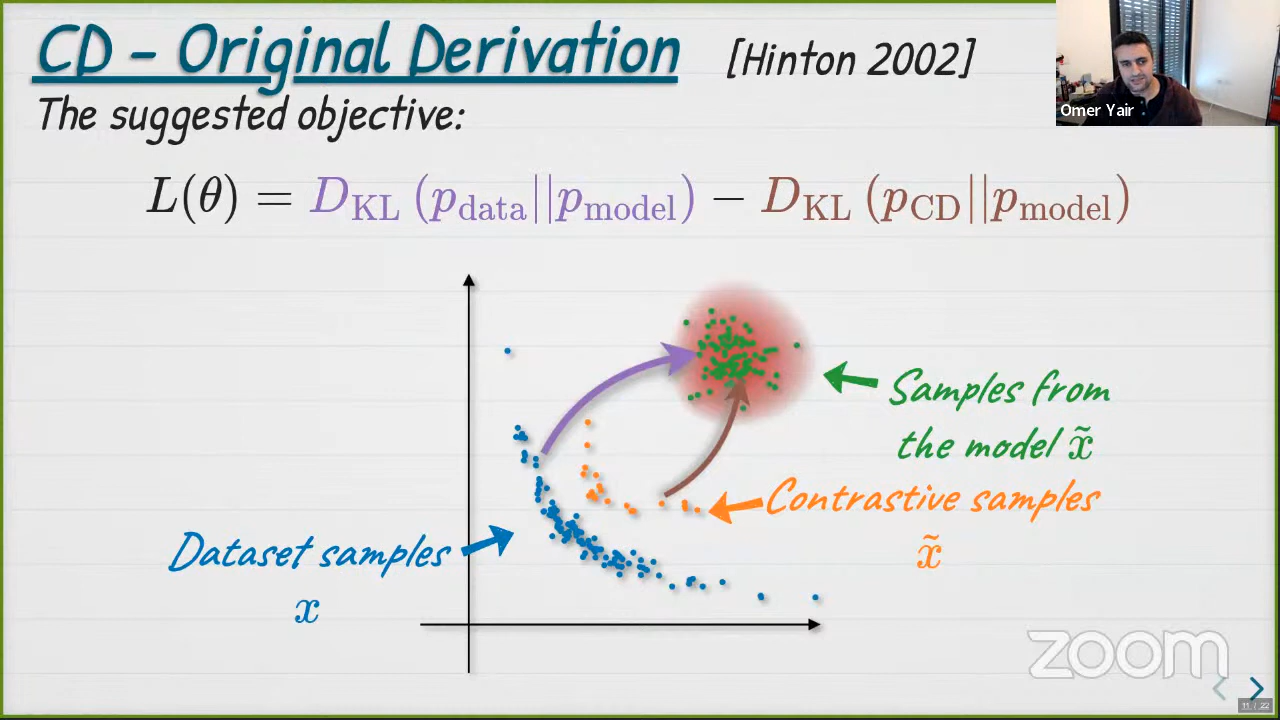 CD – Original Derivation [Hinton 2002]
Omer Yair
The suggested objective:
L(θ) = D_KL (p_data||p_model) − D_KL (p_CD||p_model)
Samples from
the model x̃
Contrastive samples
x̃
Dataset samples
x
zoom